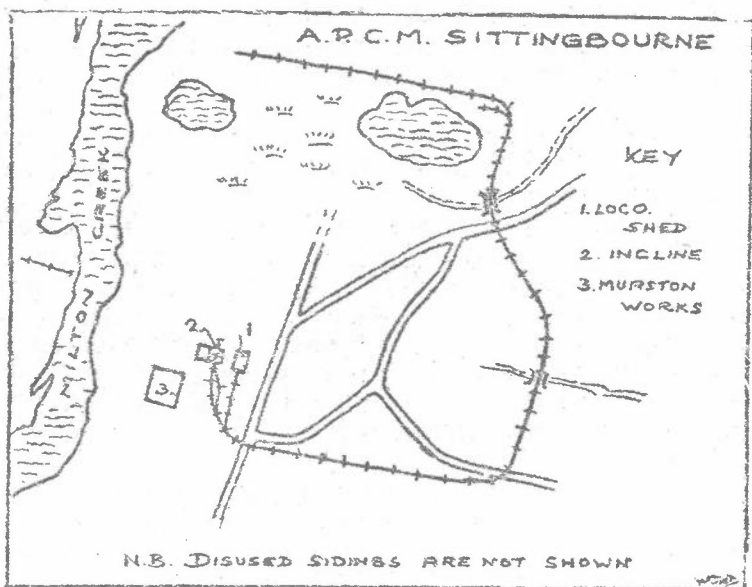 A.P.C.M. SITTINGBOURNE
KEY
1. LOCO.
SHED
2. INCLINE
3. MURSTON
WORKS
MILTON CREEK
2.
1
3.
N.B. DISUSED SIDINGS ARE NOT SHOWN